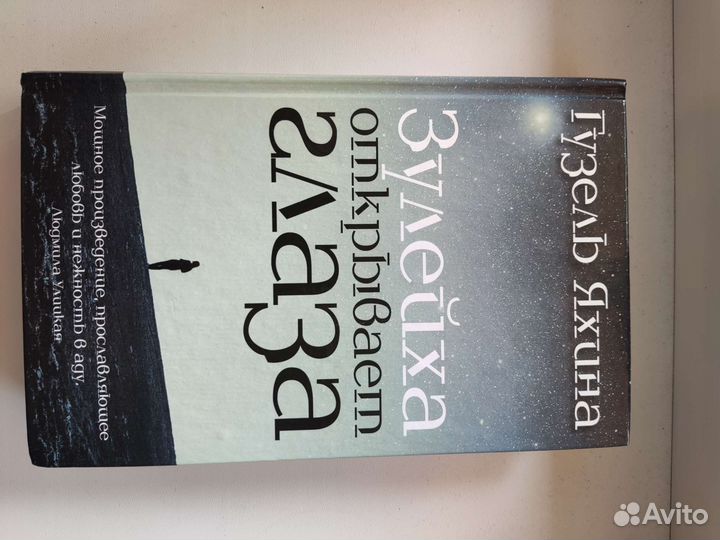 Гузель Яхина
Зулейха
открывает
глаза
Мощное произведение, прославляющее
любовь и нежность в аду.
Людмила Улицкая
Avito